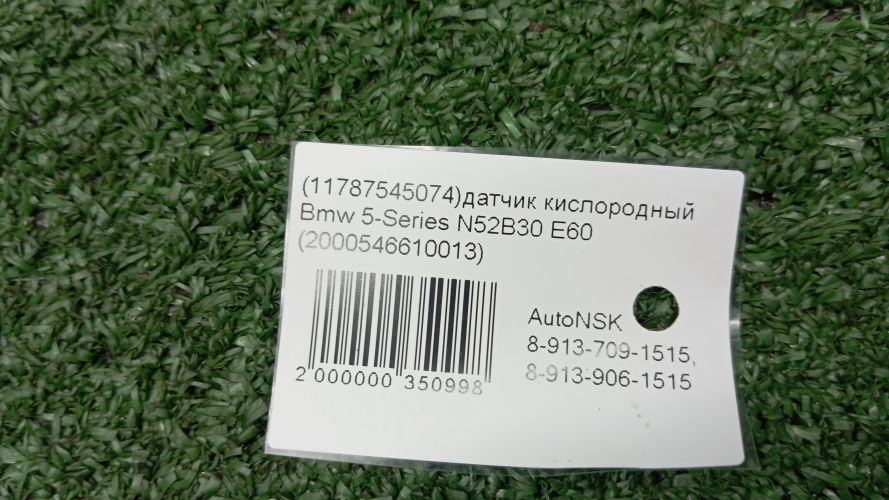 (11787545074)датчик кислородный
Bmw 5-Series N52B30 E60
(2000546610013)
AutoNSK
8-913-709-1515,
8-913-906-1515
2 000000 350998